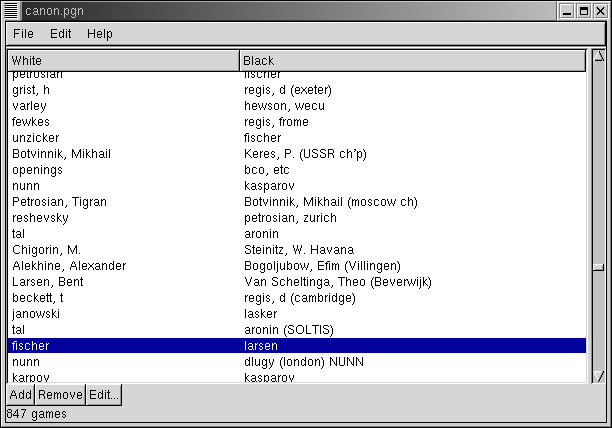 canon.pgn
File Edit Help
White Black
petrosian fischer
grist, h regis, d (exeter)
varley hewson, wecu
fewkes regis, frome
unzicker fischer
Botvinnik, Mikhail Keres, P. (USSR ch'p)
openings bco, etc
nunn kasparov
Petrosian, Tigran Botvinnik, Mikhail (moscow ch)
reshevsky petrosian, zurich
tal aronin
Chigorin, M. Steinitz, W. Havana
Alekhine, Alexander Bogoljubow, Efim (Villingen)
Larsen, Bent Van Scheltinga, Theo (Beverwijk)
beckett, t regis, d (cambridge)
janowski lasker
tal aronin (SOLTIS)
fischer larsen
nunn dlugy (london) NUNN
karpov kasparov
Add Remove Edit...
847 games